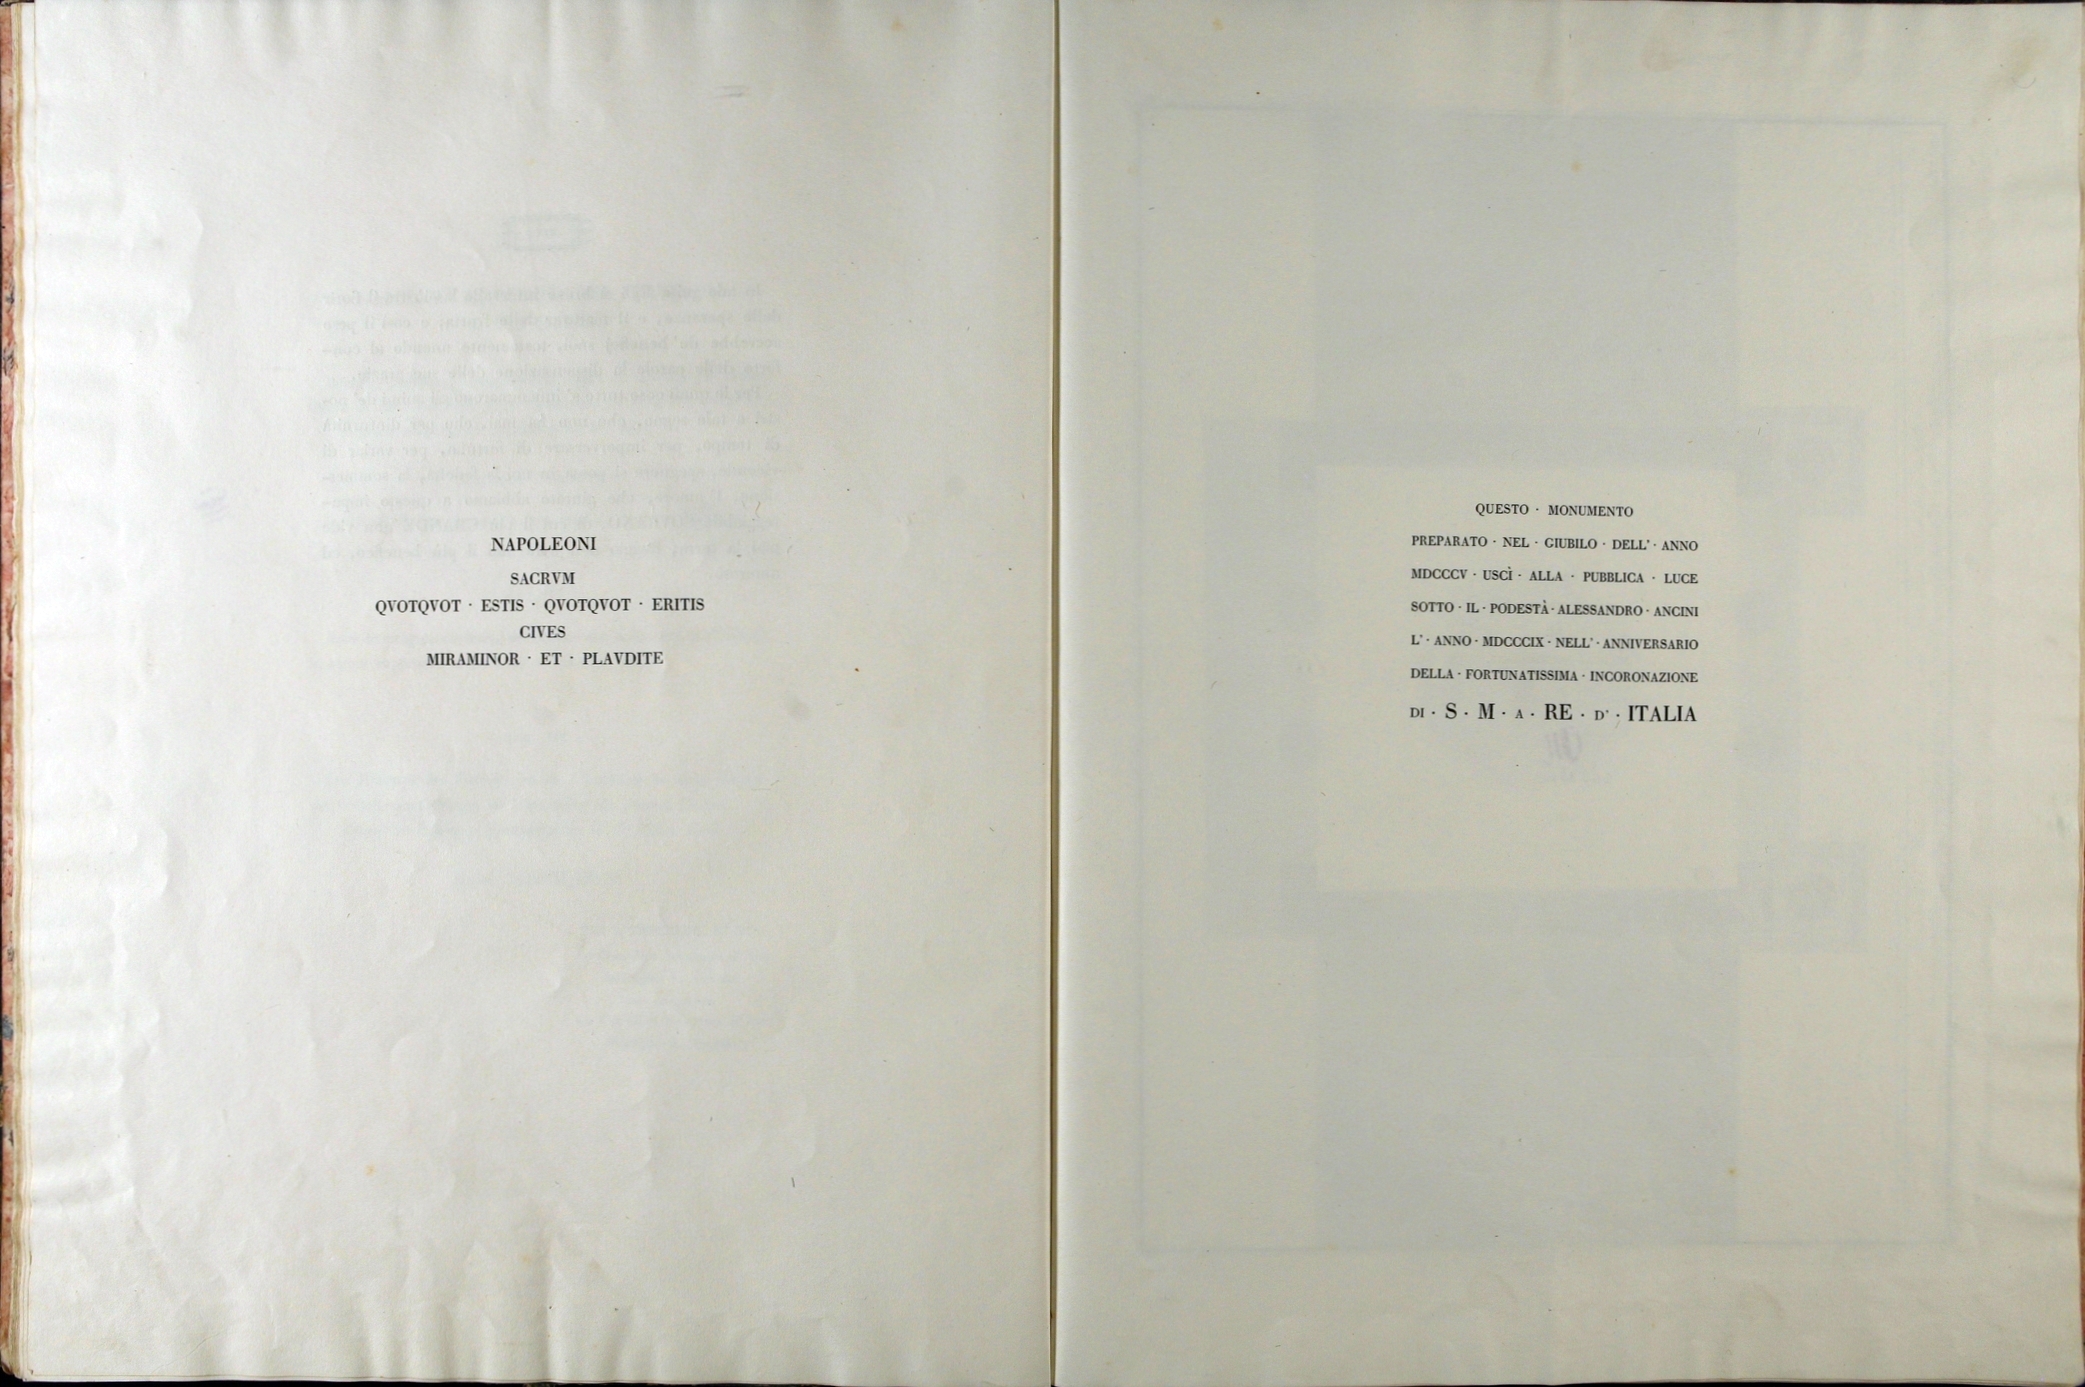 NAPOLEONI
SACRVM
QVOTQVOT · ESTIS · QVOTQVOT · ERITIS
CIVES
MIRAMINOR · ET · PLAVDITE
QUESTO · MONUMENTO
PREPARATO · NEL · GIUBILO · DELL' · ANNO
MDCCCV · USCÌ · ALLA · PUBBLICA · LUCE
SOTTO · IL · PODESTÀ · ALESSANDRO · ANCINI
L' · ANNO · MDCCCIX · NELL' · ANNIVERSARIO
DELLA · FORTUNATISSIMA · INCORONAZIONE
DI · S · M · A · RE · D' · ITALIA